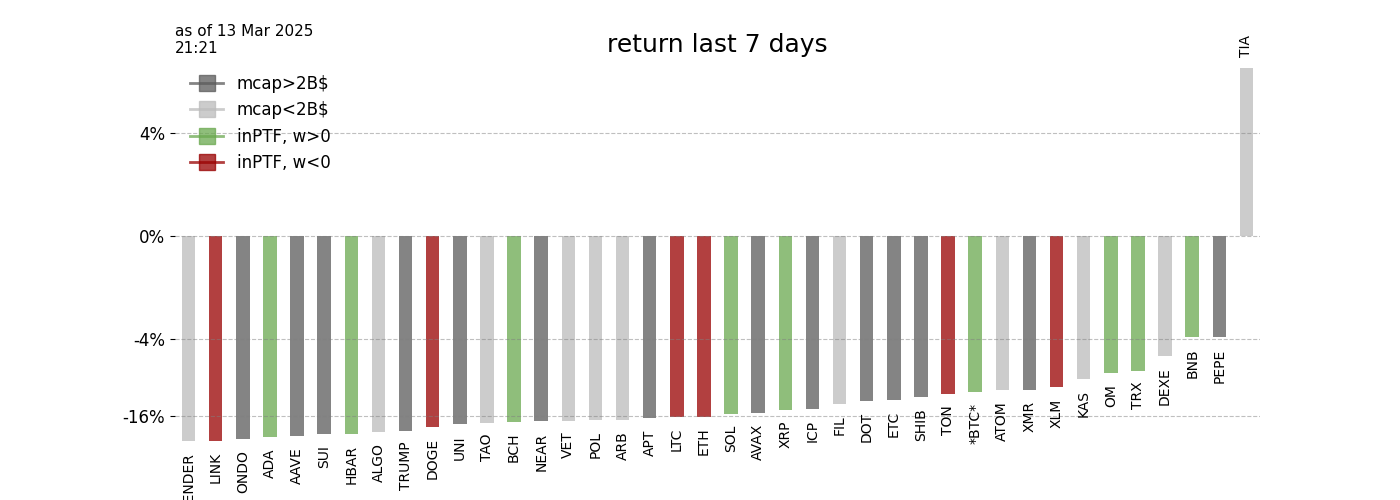 as of 13 Mar 2025
21:21
return last 7 days
TIA
mcap>2B$
mcap<2B$
inPTF, w>0
inPTF, w<0
4%
0%
-4%
-16%
ENDER
LINK
ONDO
ADA
AAVE
SUI
HBAR
ALGO
TRUMP
DOGE
UNI
TAO
BCH
NEAR
VET
POL
ARB
APT
LTC
ETH
SOL
AVAX
XRP
ICP
FIL
DOT
ETC
SHIB
TON
*BTC*
ATOM
XMR
XLM
KAS
OM
TRX
DEXE
BNB
PEPE